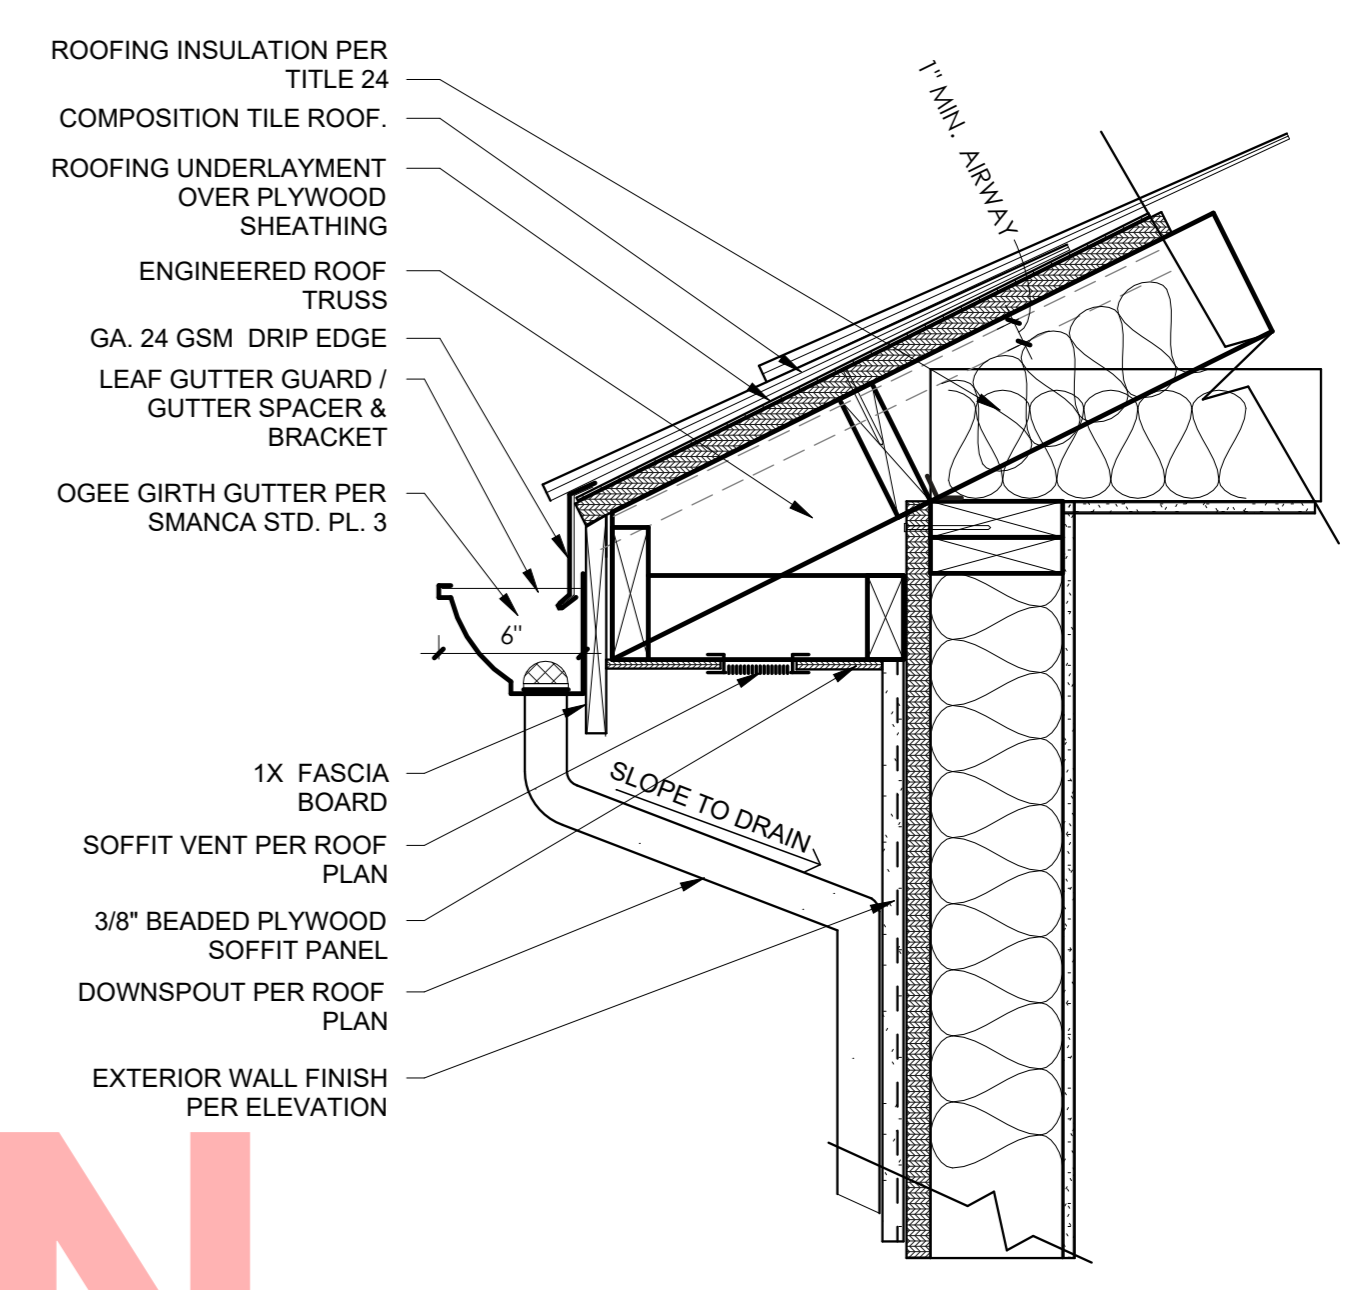 ROOFING INSULATION PER
TITLE 24
COMPOSITION TILE ROOF.
ROOFING UNDERLAYMENT
OVER PLYWOOD
SHEATHING
ENGINEERED ROOF
TRUSS
GA. 24 GSM DRIP EDGE
LEAF GUTTER GUARD /
GUTTER SPACER &
BRACKET
OGEE GIRTH GUTTER PER
SMANCA STD. PL. 3
1" MIN. AIRWAY
6"
1X FASCIA
BOARD
SOFFIT VENT PER ROOF
PLAN
3/8" BEADED PLYWOOD
SOFFIT PANEL
DOWNSPOUT PER ROOF
PLAN
EXTERIOR WALL FINISH
PER ELEVATION
SLOPE TO DRAIN
N